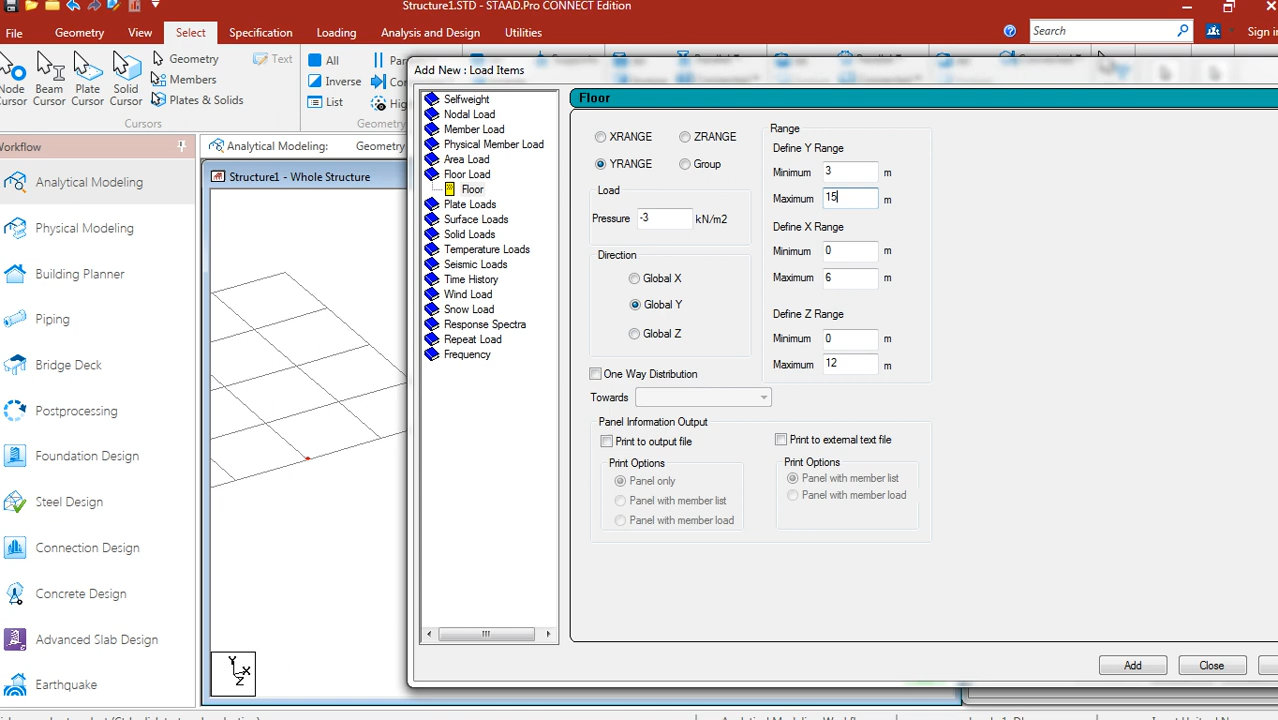 Structure1.STD - STAAD.Pro CONNECT Edition
File
Geometry
View
Select
Specification
Loading
Analysis and Design
Utilities
Search
Sign in
Node Cursor
Beam Cursor
Plate Cursor
Solid Cursor
Geometry
Members
Plates & Solids
Text
All
Inverse
List
Cursors
Geometry
Workflow
Analytical Modeling:
Geometry
Structure1 - Whole Structure
Analytical Modeling
Physical Modeling
Building Planner
Piping
Bridge Deck
Postprocessing
Foundation Design
Steel Design
Connection Design
Concrete Design
Advanced Slab Design
Earthquake
Y
X
Z
Add New : Load Items
Selfweight
Nodal Load
Member Load
Physical Member Load
Area Load
Floor Load
Floor
Plate Loads
Surface Loads
Solid Loads
Temperature Loads
Seismic Loads
Time History
Wind Load
Snow Load
Response Spectra
Repeat Load
Frequency
Floor
XRANGE
ZRANGE
YRANGE
Group
Load
Pressure -3 kN/m2
Direction
Global X
Global Y
Global Z
Range
Define Y Range
Minimum 3 m
Maximum 15 m
Define X Range
Minimum 0 m
Maximum 6 m
Define Z Range
Minimum 0 m
Maximum 12 m
One Way Distribution
Towards
Panel Information Output
Print to output file
Print Options
Panel only
Panel with member list
Panel with member load
Print to external text file
Print Options
Panel with member list
Panel with member load
Add
Close